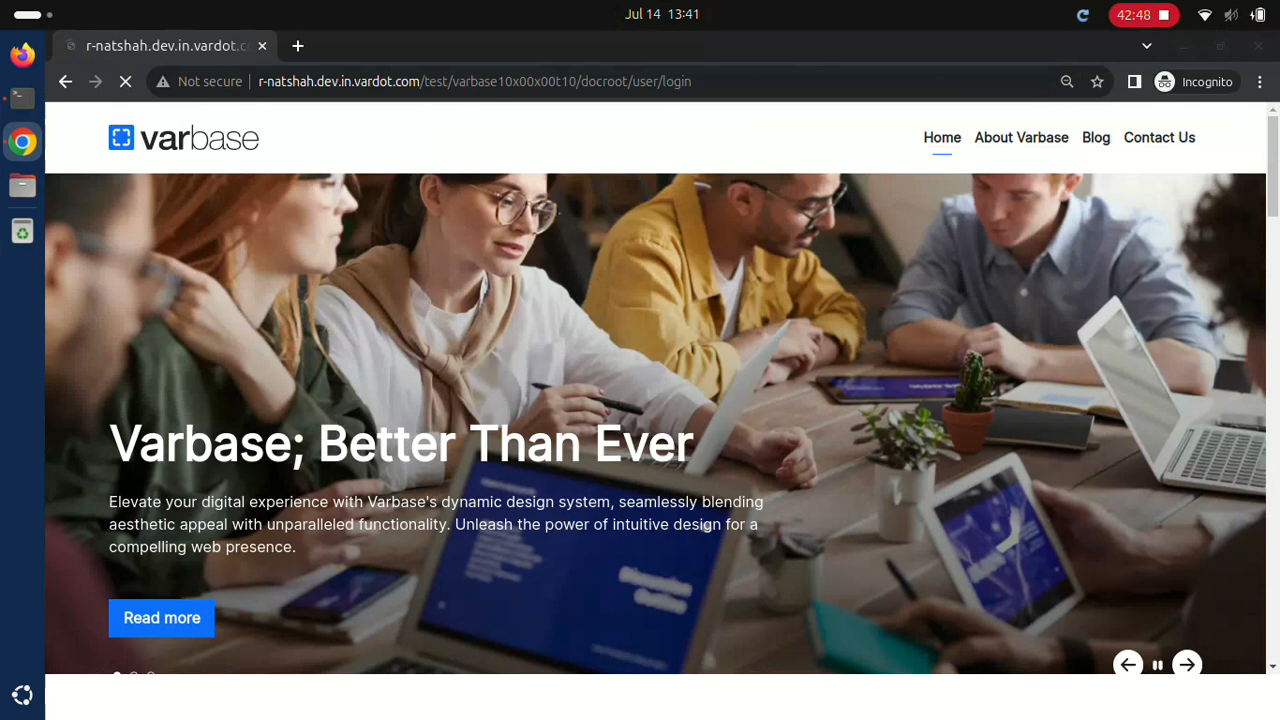 Jul 14 13:41
42:48
r-natshah.dev.in.vardot.c
Not secure
r-natshah.dev.in.vardot.com/test/varbase10x00x00t10/docroot/user/login
Incognito
varbase
Home
About Varbase
Blog
Contact Us
Varbase; Better Than Ever
Elevate your digital experience with Varbase's dynamic design system, seamlessly blending
aesthetic appeal with unparalleled functionality. Unleash the power of intuitive design for a
compelling web presence.
Read more